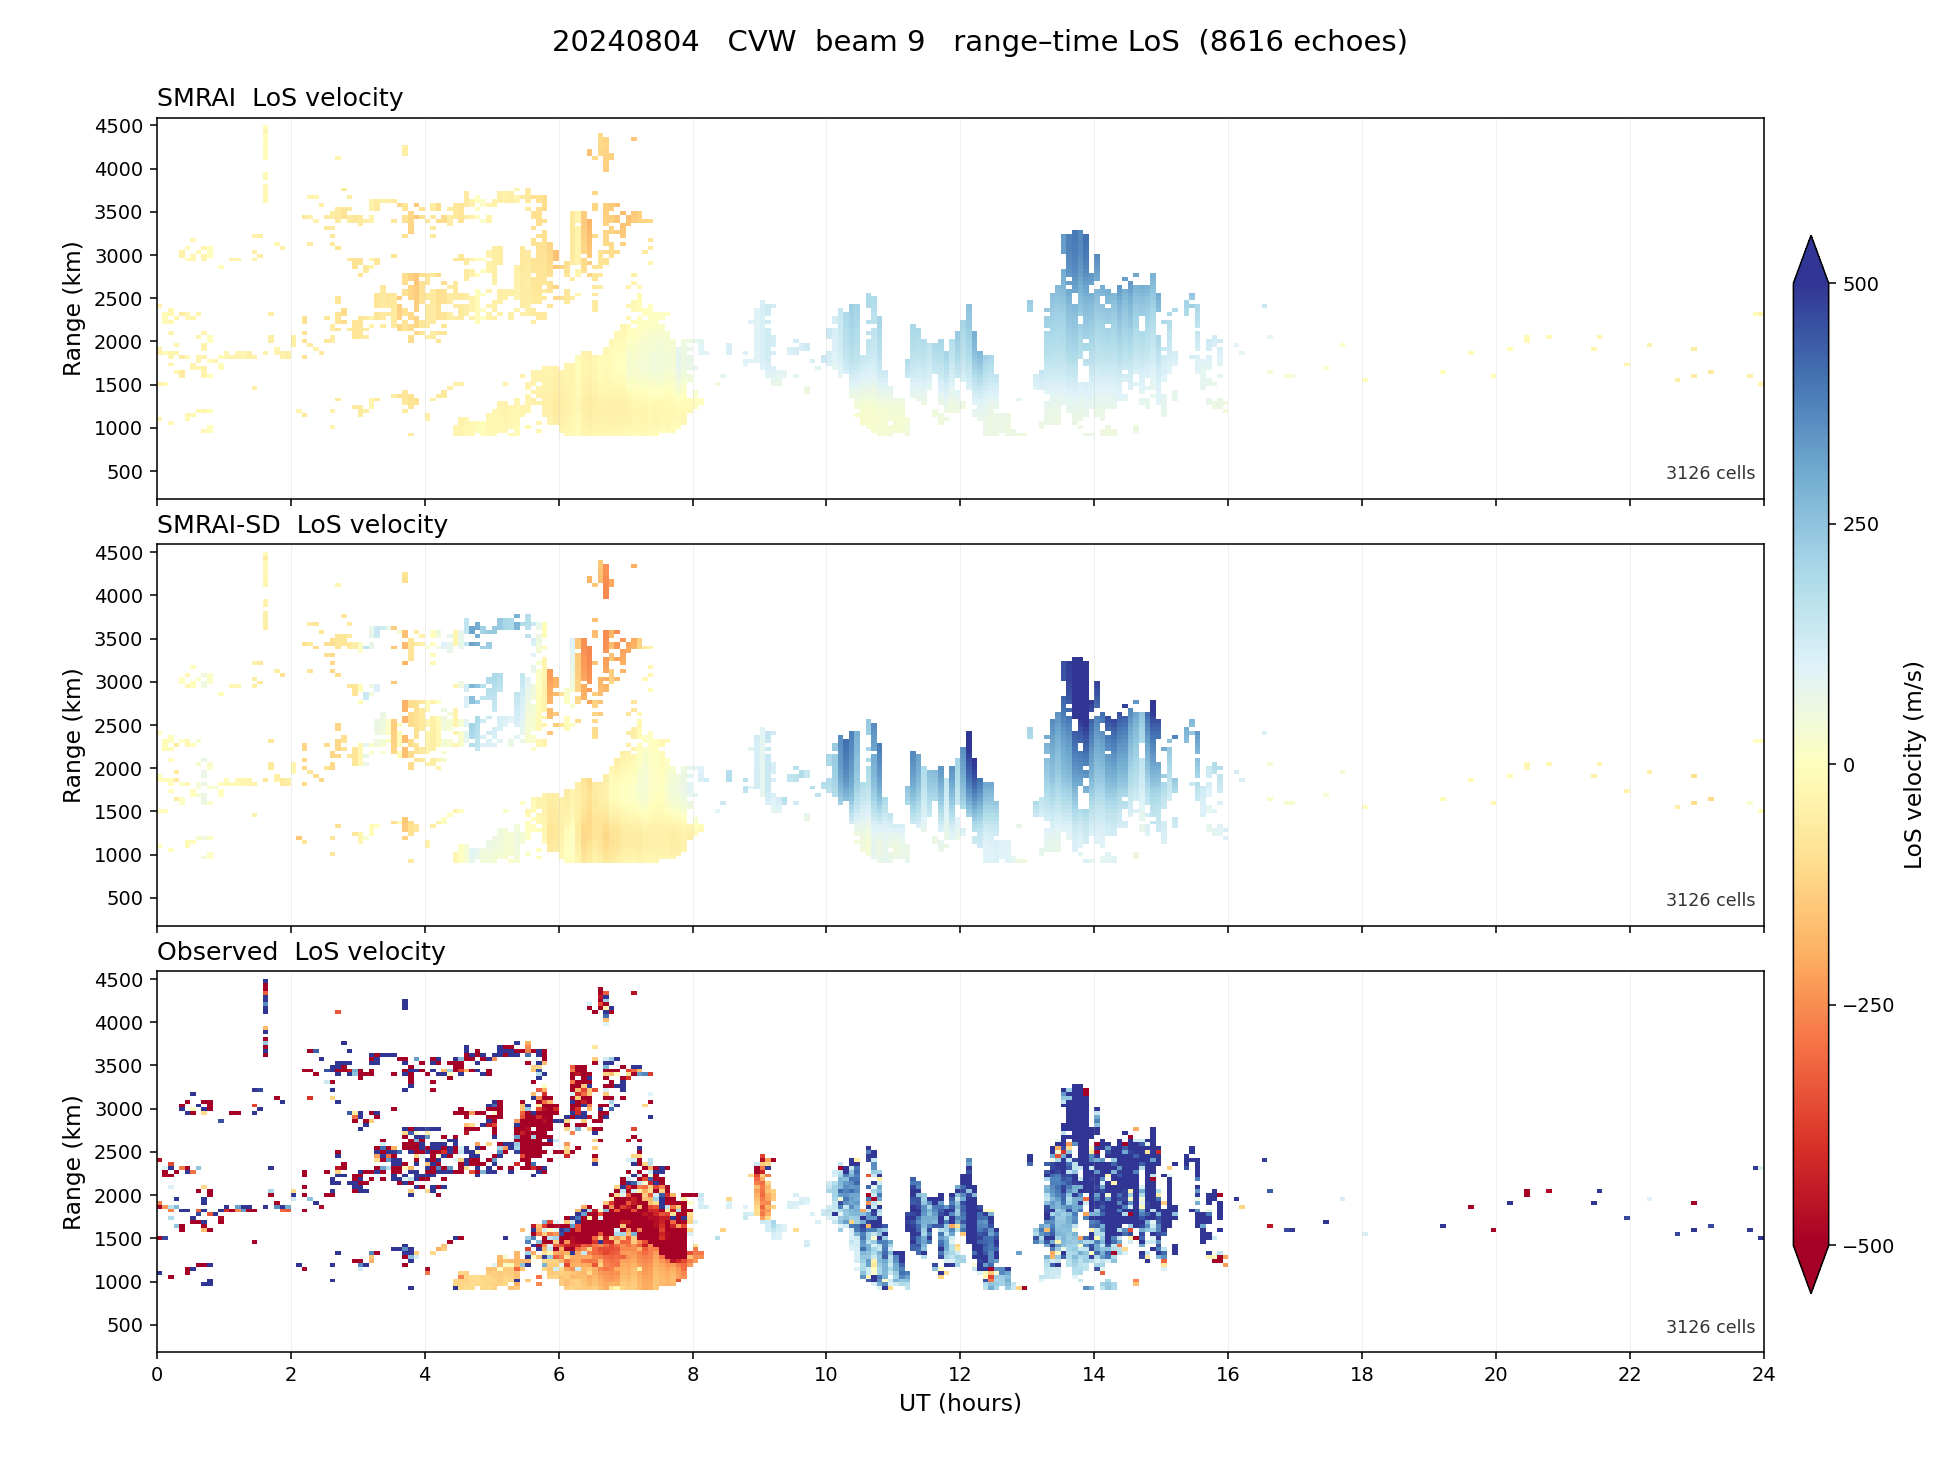 20240804   CVW  beam 9   range–time LoS  (8616 echoes)
SMRAI  LoS velocity
4500
4000
3500
3000
2500
2000
1500
1000
500
Range (km)
3126 cells
SMRAI-SD  LoS velocity
4500
4000
3500
3000
2500
2000
1500
1000
500
Range (km)
3126 cells
Observed  LoS velocity
4500
4000
3500
3000
2500
2000
1500
1000
500
Range (km)
3126 cells
0 2 4 6 8 10 12 14 16 18 20 22 24
UT (hours)
500
250
0
−250
−500
LoS velocity (m/s)